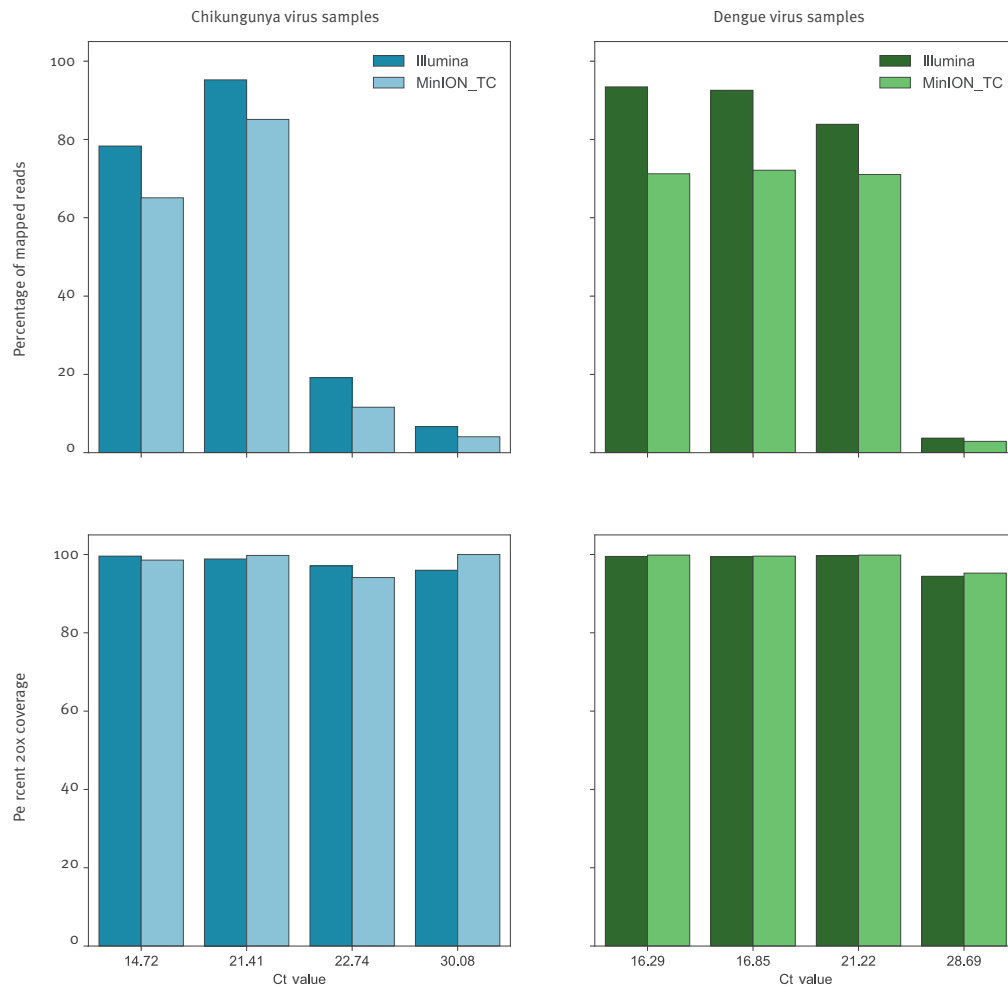 Chikungunya virus samples
Dengue virus samples
Percentage of mapped reads
100
80
60
40
20
0
Illumina
MinION_TC
Illumina
MinION_TC
Pe rcent 20x coverage
100
80
60
40
20
0
14.72 21.41 22.74 30.08
Ct value
16.29 16.85 21.22 28.69
Ct value